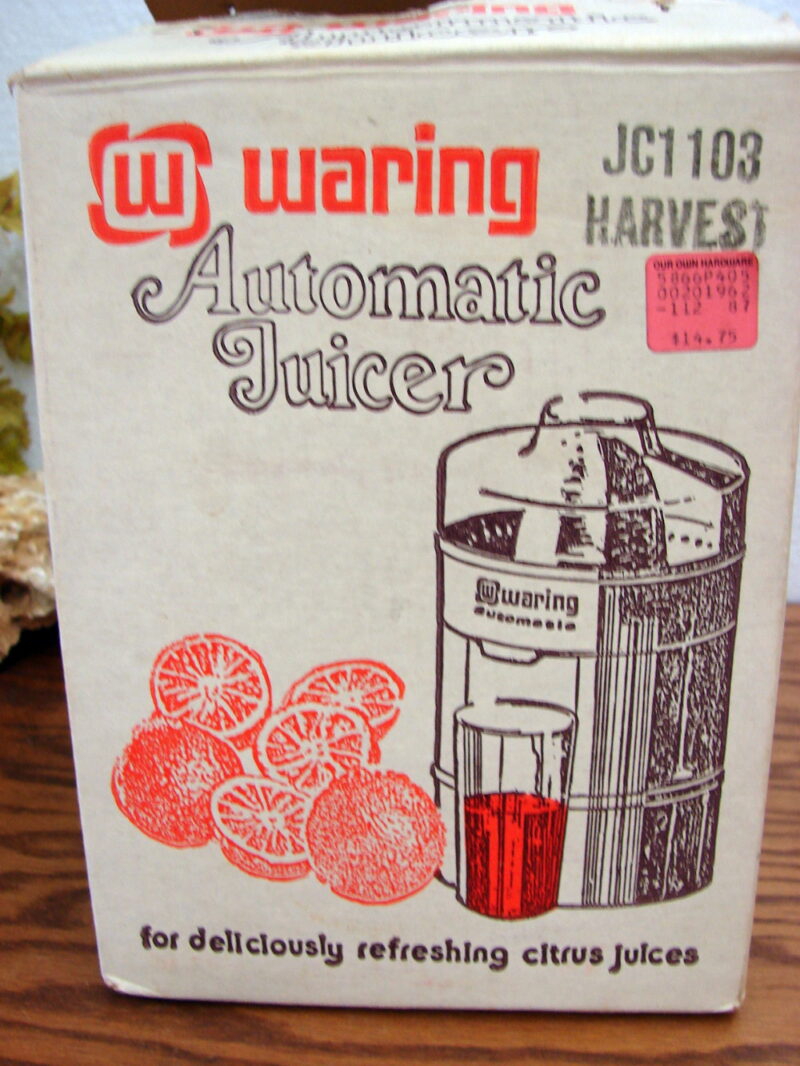 waring
W waring
JC1103
HARVEST
Automatic
Juicer
OUR OWN HARDWARE
5866P405
00201962
-112 87
$14.75
W waring
automatic
for deliciously refreshing citrus juices